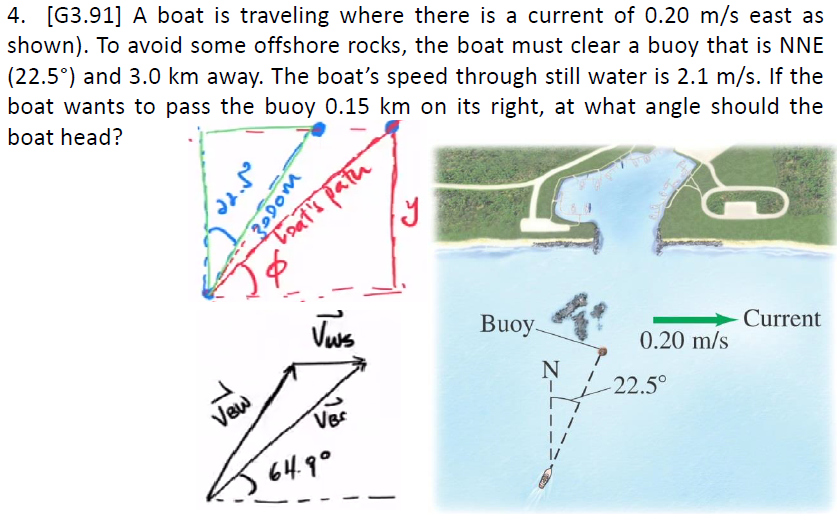 4. [G3.91] A boat is traveling where there is a current of 0.20 m/s east as
shown). To avoid some offshore rocks, the boat must clear a buoy that is NNE
(22.5°) and 3.0 km away. The boat's speed through still water is 2.1 m/s. If the
boat wants to pass the buoy 0.15 km on its right, at what angle should the
boat head?
22.5°
3000m
boat's path
y
ϕ
VWS
VBW
VBS
64.9°
Buoy
Current
0.20 m/s
N
22.5°